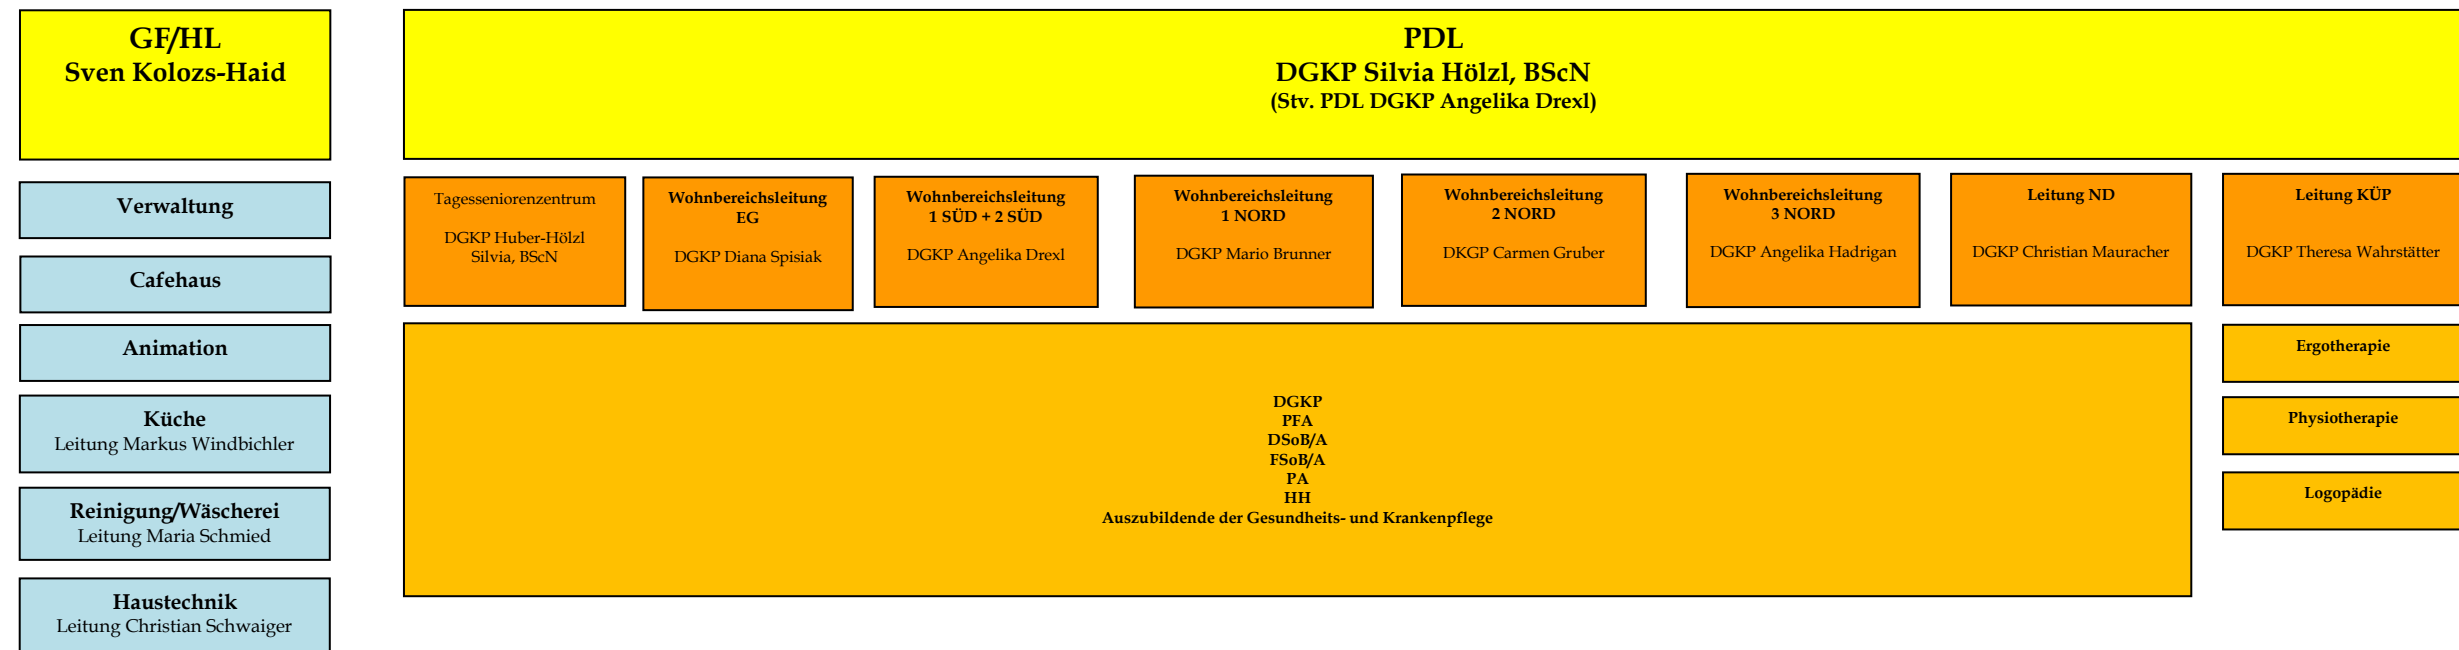 GF/HL
Sven Kolozs-Haid
PDL
DGKP Silvia Hölzl, BScN
(Stv. PDL DGKP Angelika Drexl)
Verwaltung
Cafehaus
Animation
Küche
Leitung Markus Windbichler
Reinigung/Wäscherei
Leitung Maria Schmied
Haustechnik
Leitung Christian Schwaiger
Tagesseniorenzentrum
DGKP Huber-Hölzl
Silvia, BScN
Wohnbereichsleitung
EG
DGKP Diana Spisiak
Wohnbereichsleitung
1 SÜD + 2 SÜD
DGKP Angelika Drexl
Wohnbereichsleitung
1 NORD
DGKP Mario Brunner
Wohnbereichsleitung
2 NORD
DKGP Carmen Gruber
Wohnbereichsleitung
3 NORD
DGKP Angelika Hadrigan
Leitung ND
DGKP Christian Mauracher
Leitung KÜP
DGKP Theresa Wahrstätter
DGKP
PFA
DSoB/A
FSoB/A
PA
HH
Auszubildende der Gesundheits- und Krankenpflege
Ergotherapie
Physiotherapie
Logopädie